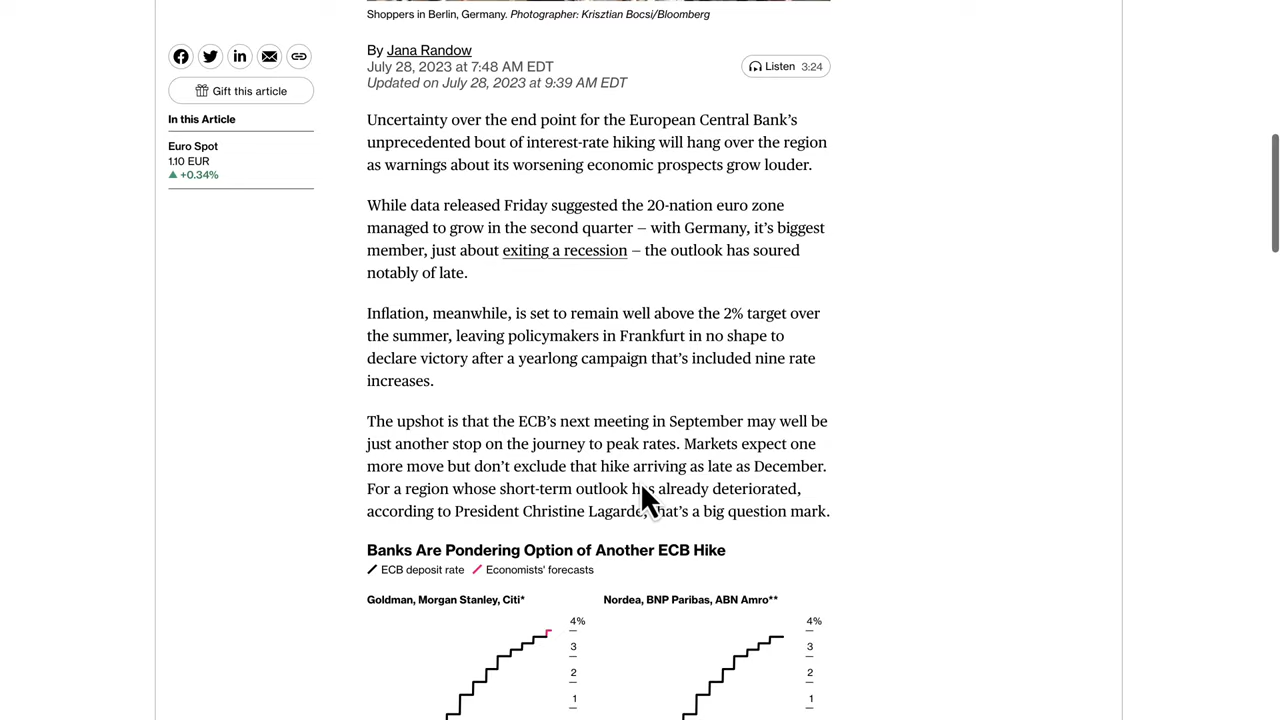 Shoppers in Berlin, Germany. Photographer: Krisztian Bocsi/Bloomberg
By Jana Randow
July 28, 2023 at 7:48 AM EDT
Updated on July 28, 2023 at 9:39 AM EDT
Listen 3:24
Gift this article
In this Article
Euro Spot
1.10 EUR
+0.34%
Uncertainty over the end point for the European Central Bank's
unprecedented bout of interest-rate hiking will hang over the region
as warnings about its worsening economic prospects grow louder.
While data released Friday suggested the 20-nation euro zone
managed to grow in the second quarter — with Germany, it's biggest
member, just about exiting a recession — the outlook has soured
notably of late.
Inflation, meanwhile, is set to remain well above the 2% target over
the summer, leaving policymakers in Frankfurt in no shape to
declare victory after a yearlong campaign that's included nine rate
increases.
The upshot is that the ECB's next meeting in September may well be
just another stop on the journey to peak rates. Markets expect one
more move but don't exclude that hike arriving as late as December.
For a region whose short-term outlook has already deteriorated,
according to President Christine Lagarde, that's a big question mark.
Banks Are Pondering Option of Another ECB Hike
ECB deposit rate Economists' forecasts
Goldman, Morgan Stanley, Citi*
4%
3
2
1
Nordea, BNP Paribas, ABN Amro**
4%
3
2
1